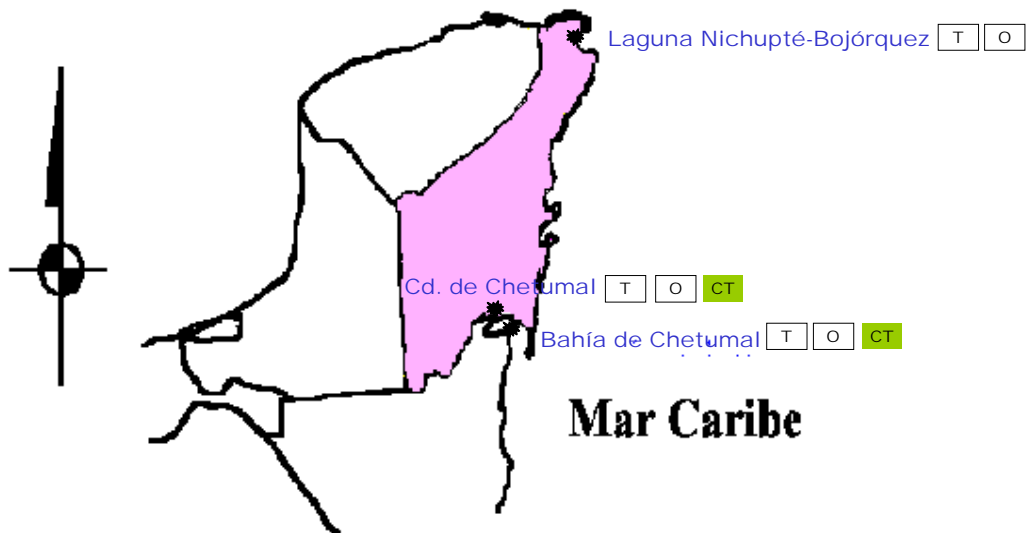 Laguna Nichupté-Bojórquez T O
Cd. de Chetumal T O CT
Bahía de Chetumal T O CT
Mar Caribe